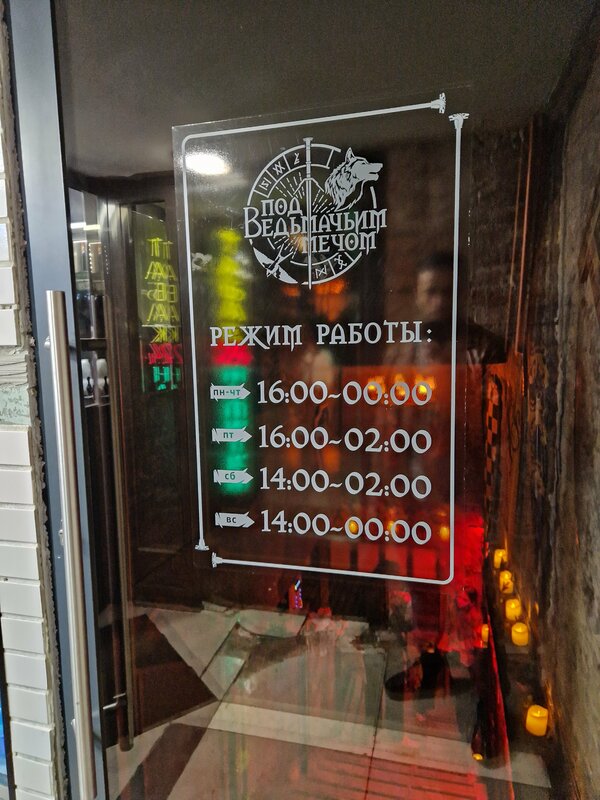 ПОД
ВЕДЬМАЧЬИМ
МЕЧОМ
РЕЖИМ РАБОТЫ:
ПН-ЧТ 16:00-00:00
ПТ 16:00-02:00
СБ 14:00-02:00
ВС 14:00-00:00